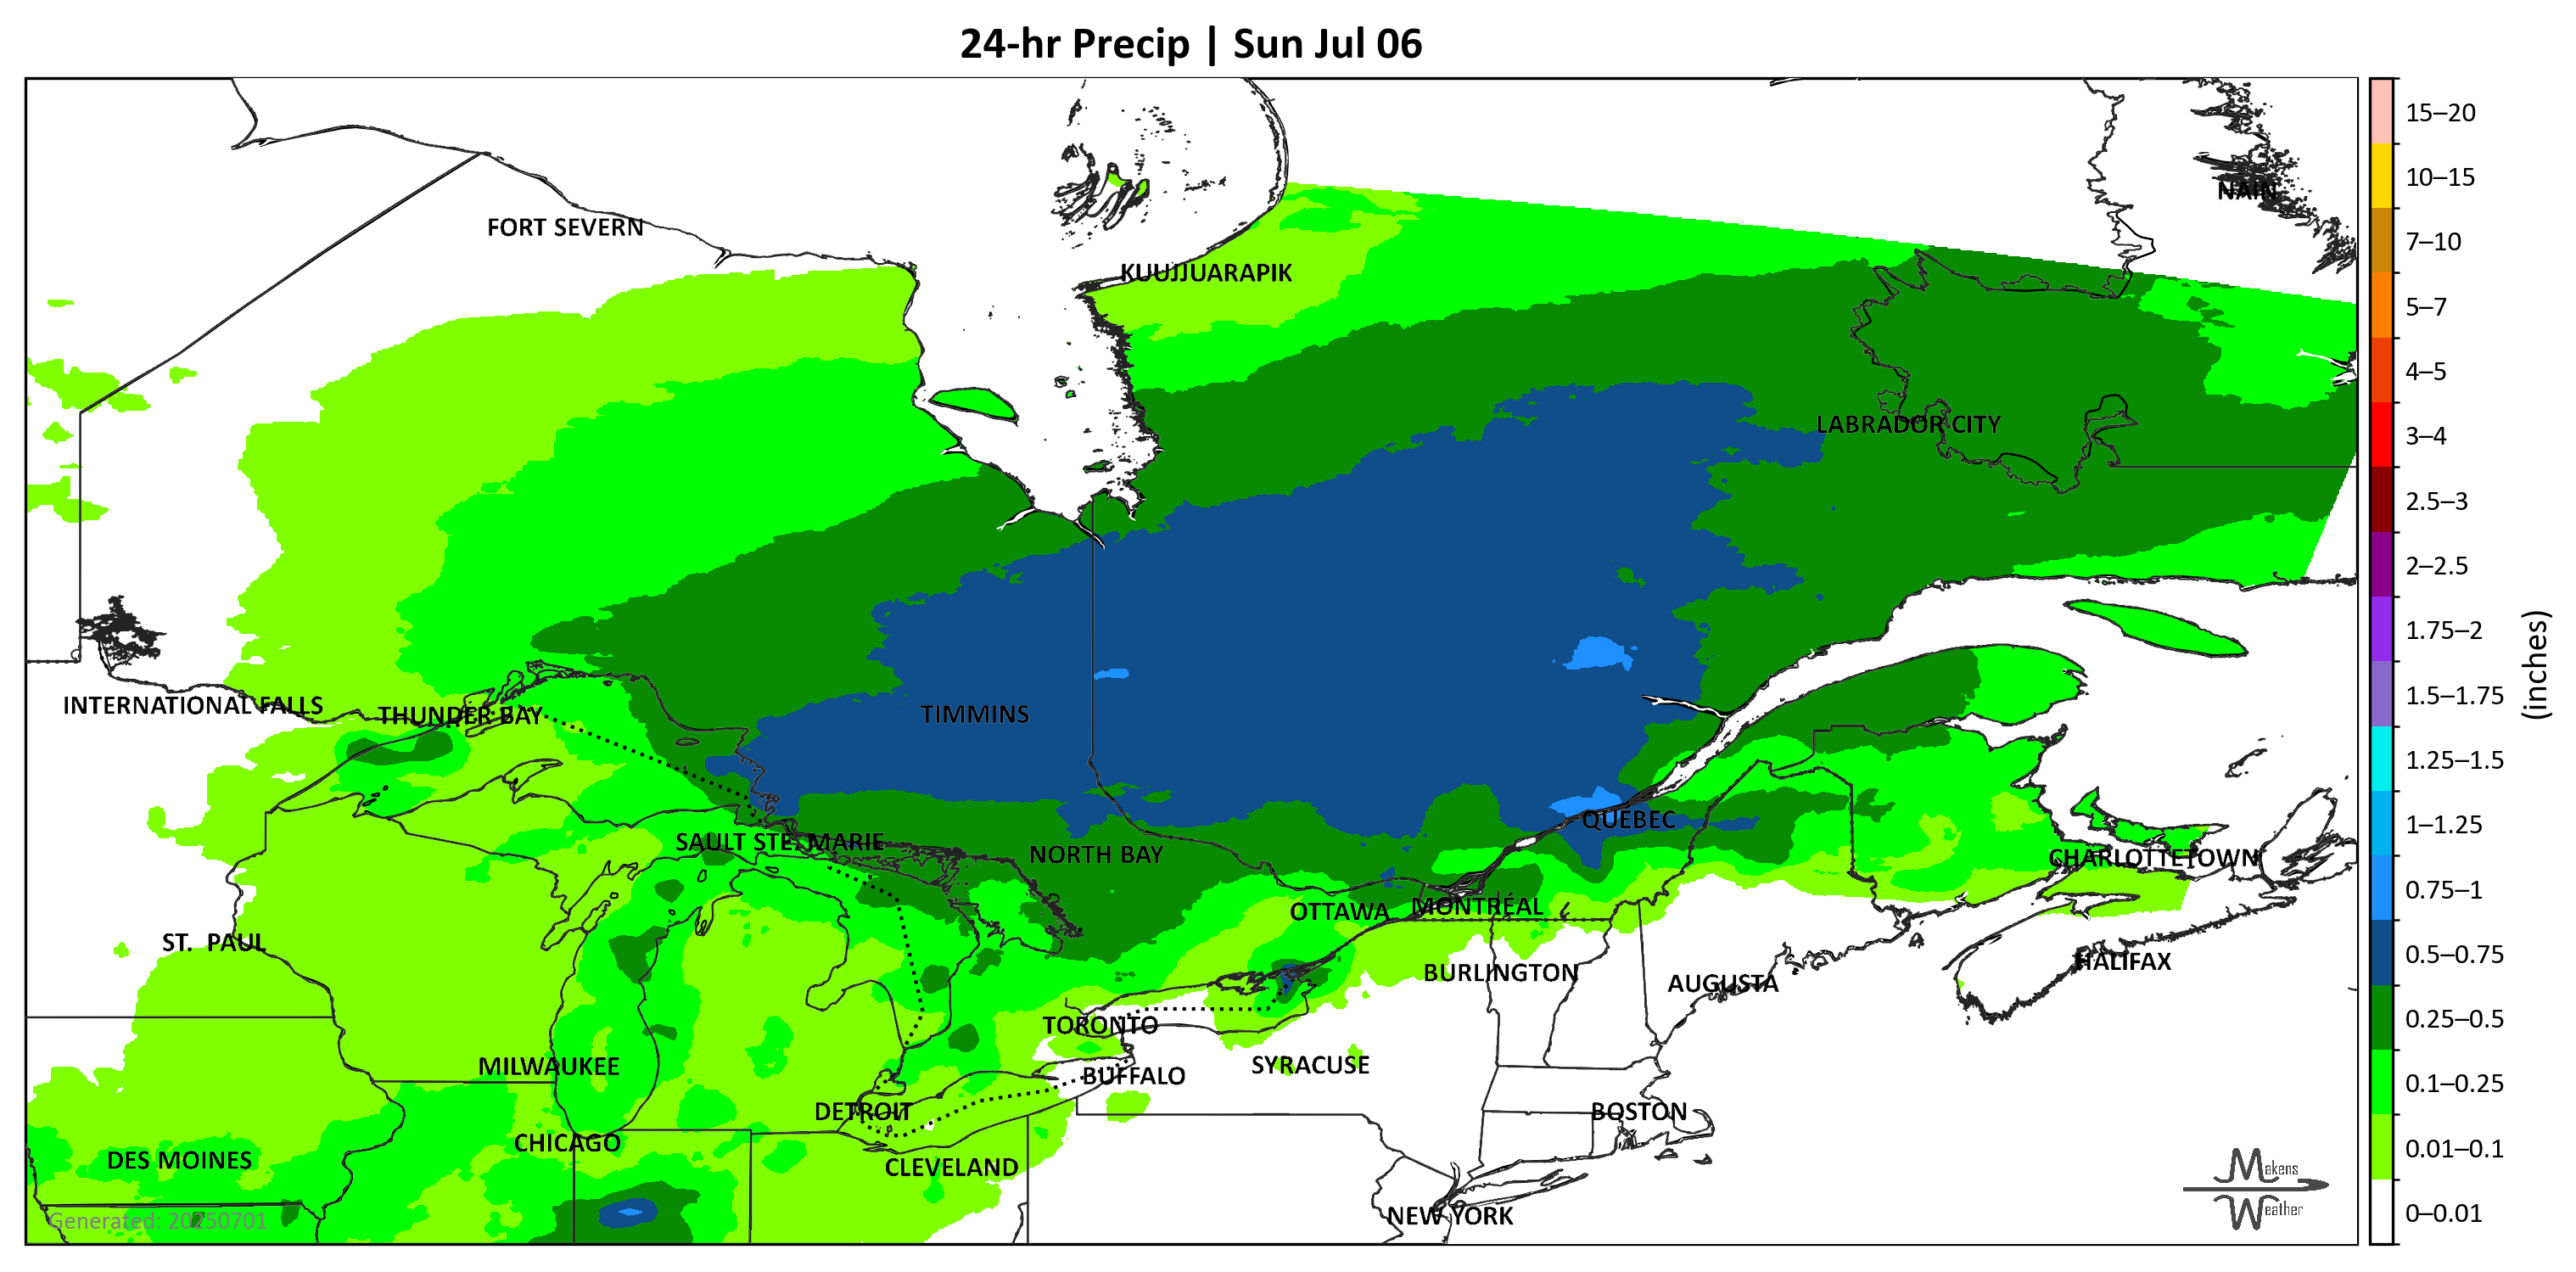 24-hr Precip | Sun Jul 06
15–20
10–15
7–10
5–7
4–5
3–4
2.5–3
2–2.5
1.75–2
1.5–1.75
1.25–1.5
1–1.25
0.75–1
0.5–0.75
0.25–0.5
0.1–0.25
0.01–0.1
0–0.01
(inches)
NAIN
FORT SEVERN
KUUJJUARAPIK
LABRADOR CITY
INTERNATIONAL FALLS
THUNDER BAY
TIMMINS
QUEBEC
SAULT STE. MARIE
NORTH BAY
CHARLOTTETOWN
OTTAWA
MONTRÉAL
ST. PAUL
HALIFAX
BURLINGTON
AUGUSTA
TORONTO
SYRACUSE
MILWAUKEE
BUFFALO
DETROIT
BOSTON
CHICAGO
DES MOINES
CLEVELAND
NEW YORK
Generated: 20250701
Makens
Weather